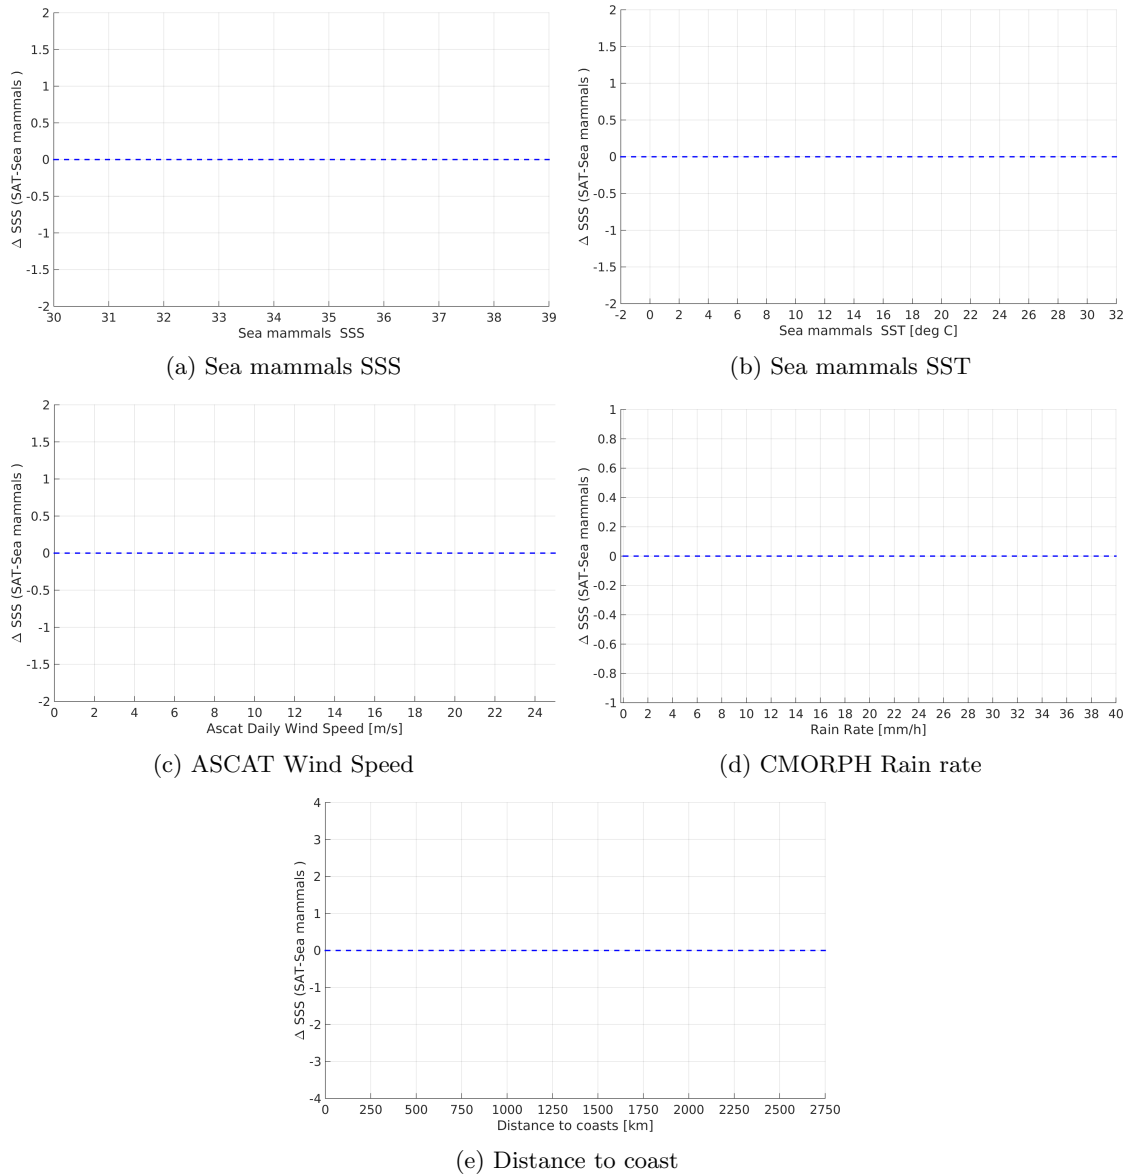 2
1.5
1
0.5
0
-0.5
-1
-1.5
-2
Δ SSS (SAT-Sea mammals )
30 31 32 33 34 35 36 37 38 39
Sea mammals SSS
(a) Sea mammals SSS
2
1.5
1
0.5
0
-0.5
-1
-1.5
-2
Δ SSS (SAT-Sea mammals )
-2 0 2 4 6 8 10 12 14 16 18 20 22 24 26 28 30 32
Sea mammals SST [deg C]
(b) Sea mammals SST
2
1.5
1
0.5
0
-0.5
-1
-1.5
-2
Δ SSS (SAT-Sea mammals )
0 2 4 6 8 10 12 14 16 18 20 22 24
Ascat Daily Wind Speed [m/s]
(c) ASCAT Wind Speed
1
0.8
0.6
0.4
0.2
0
-0.2
-0.4
-0.6
-0.8
-1
Δ SSS (SAT-Sea mammals )
0 2 4 6 8 10 12 14 16 18 20 22 24 26 28 30 32 34 36 38 40
Rain Rate [mm/h]
(d) CMORPH Rain rate
4
3
2
1
0
-1
-2
-3
-4
Δ SSS (SAT-Sea mammals )
0 250 500 750 1000 1250 1500 1750 2000 2250 2500 2750
Distance to coasts [km]
(e) Distance to coast